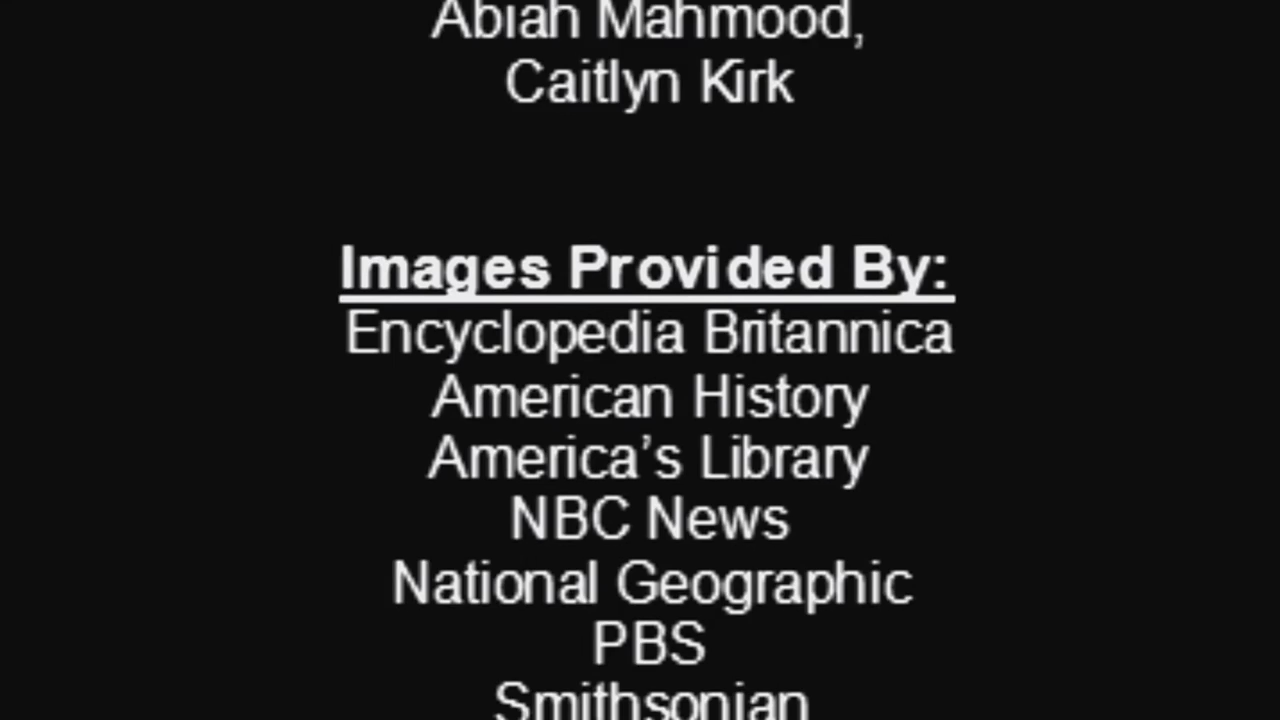 Abiah Mahmood,
Caitlyn Kirk
Images Provided By:
Encyclopedia Britannica
American History
America’s Library
NBC News
National Geographic
PBS
Smithsonian